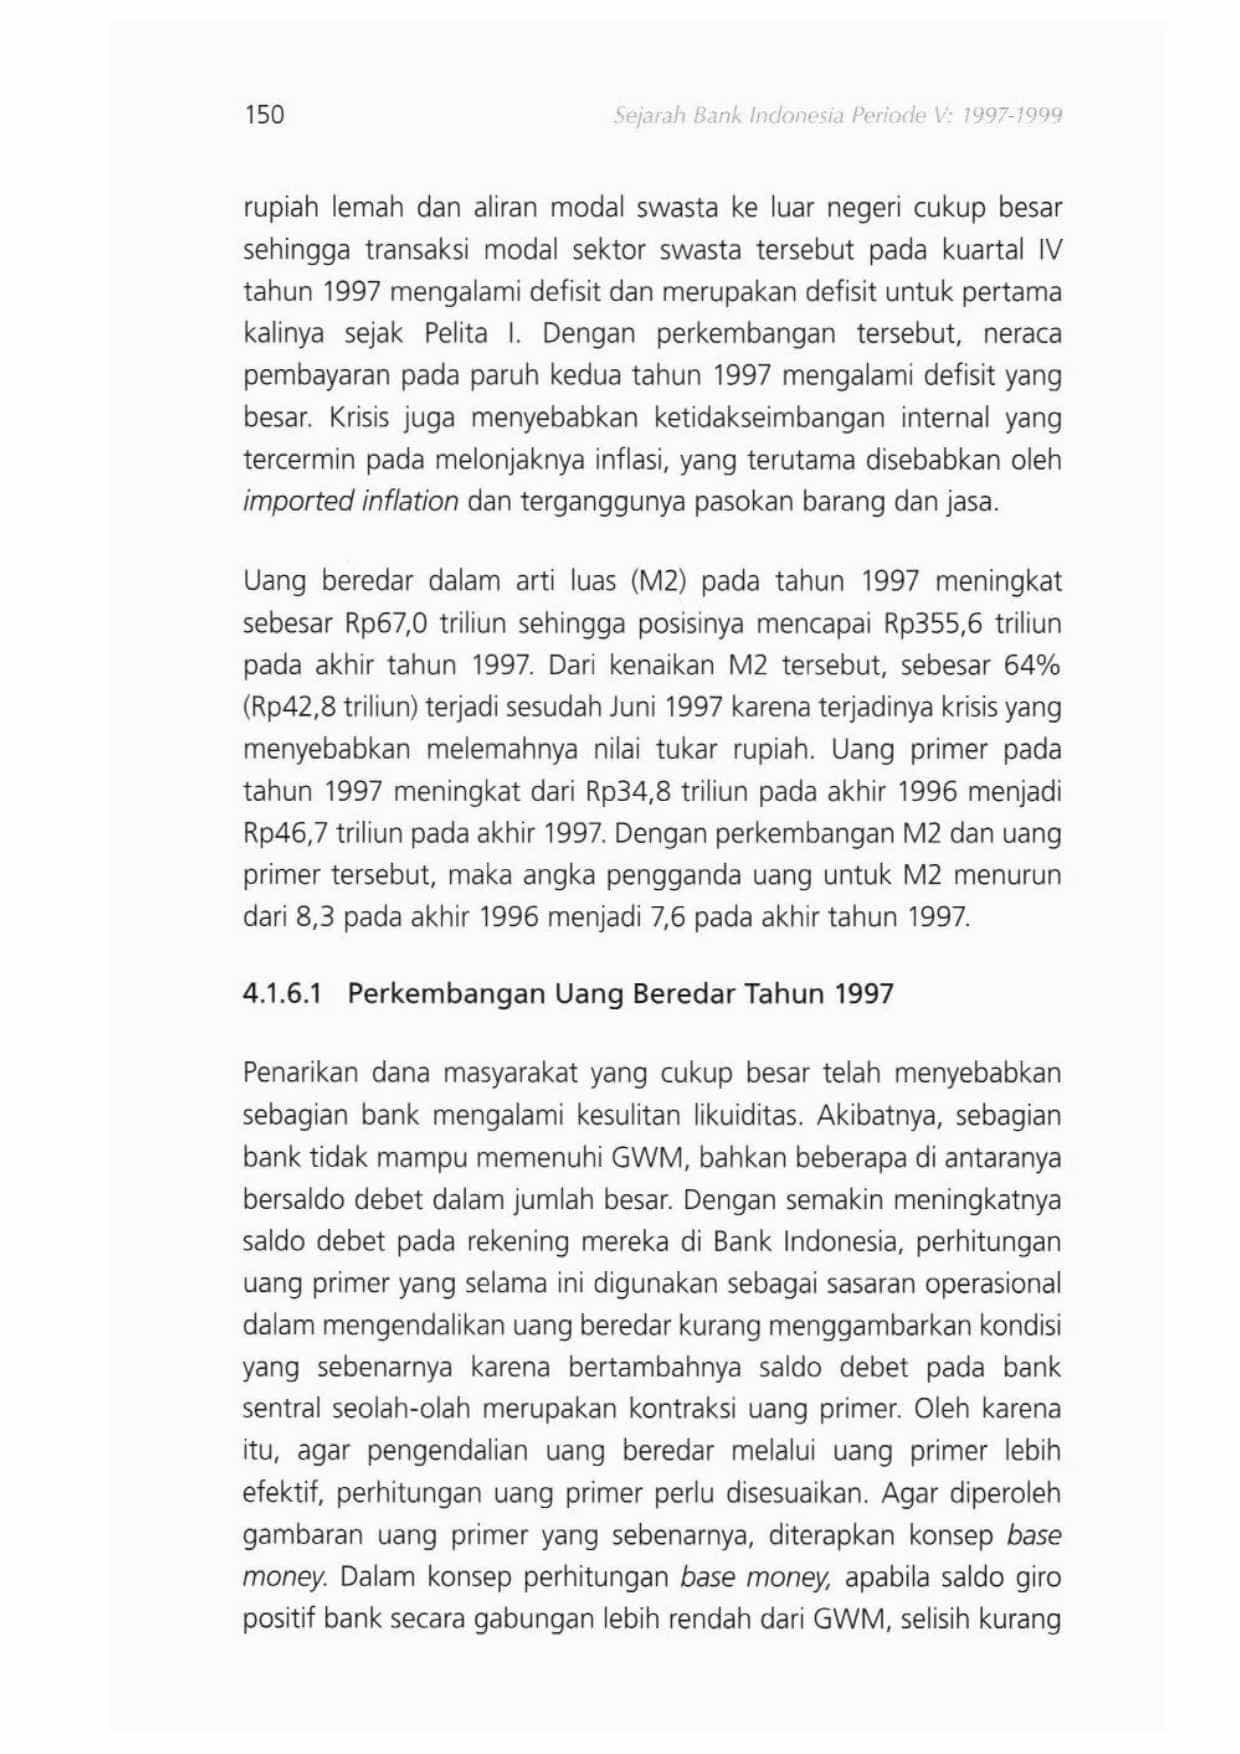 150
Sejarah Bank Indonesia Periode V: 1997-1999
rupiah lemah dan aliran modal swasta ke luar negeri cukup besar
sehingga transaksi modal sektor swasta tersebut pada kuartal IV
tahun 1997 mengalami defisit dan merupakan defisit untuk pertama
kalinya sejak Pelita I. Dengan perkembangan tersebut, neraca
pembayaran pada paruh kedua tahun 1997 mengalami defisit yang
besar. Krisis juga menyebabkan ketidakseimbangan internal yang
tercermin pada melonjaknya inflasi, yang terutama disebabkan oleh
imported inflation dan terganggunya pasokan barang dan jasa.
Uang beredar dalam arti luas (M2) pada tahun 1997 meningkat
sebesar Rp67,0 triliun sehingga posisinya mencapai Rp355,6 triliun
pada akhir tahun 1997. Dari kenaikan M2 tersebut, sebesar 64%
(Rp42,8 triliun) terjadi sesudah Juni 1997 karena terjadinya krisis yang
menyebabkan melemahnya nilai tukar rupiah. Uang primer pada
tahun 1997 meningkat dari Rp34,8 triliun pada akhir 1996 menjadi
Rp46,7 triliun pada akhir 1997. Dengan perkembangan M2 dan uang
primer tersebut, maka angka pengganda uang untuk M2 menurun
dari 8,3 pada akhir 1996 menjadi 7,6 pada akhir tahun 1997.
4.1.6.1 Perkembangan Uang Beredar Tahun 1997
Penarikan dana masyarakat yang cukup besar telah menyebabkan
sebagian bank mengalami kesulitan likuiditas. Akibatnya, sebagian
bank tidak mampu memenuhi GWM, bahkan beberapa di antaranya
bersaldo debet dalam jumlah besar. Dengan semakin meningkatnya
saldo debet pada rekening mereka di Bank Indonesia, perhitungan
uang primer yang selama ini digunakan sebagai sasaran operasional
dalam mengendalikan uang beredar kurang menggambarkan kondisi
yang sebenarnya karena bertambahnya saldo debet pada bank
sentral seolah-olah merupakan kontraksi uang primer. Oleh karena
itu, agar pengendalian uang beredar melalui uang primer lebih
efektif, perhitungan uang primer perlu disesuaikan. Agar diperoleh
gambaran uang primer yang sebenarnya, diterapkan konsep base
money. Dalam konsep perhitungan base money, apabila saldo giro
positif bank secara gabungan lebih rendah dari GWM, selisih kurang